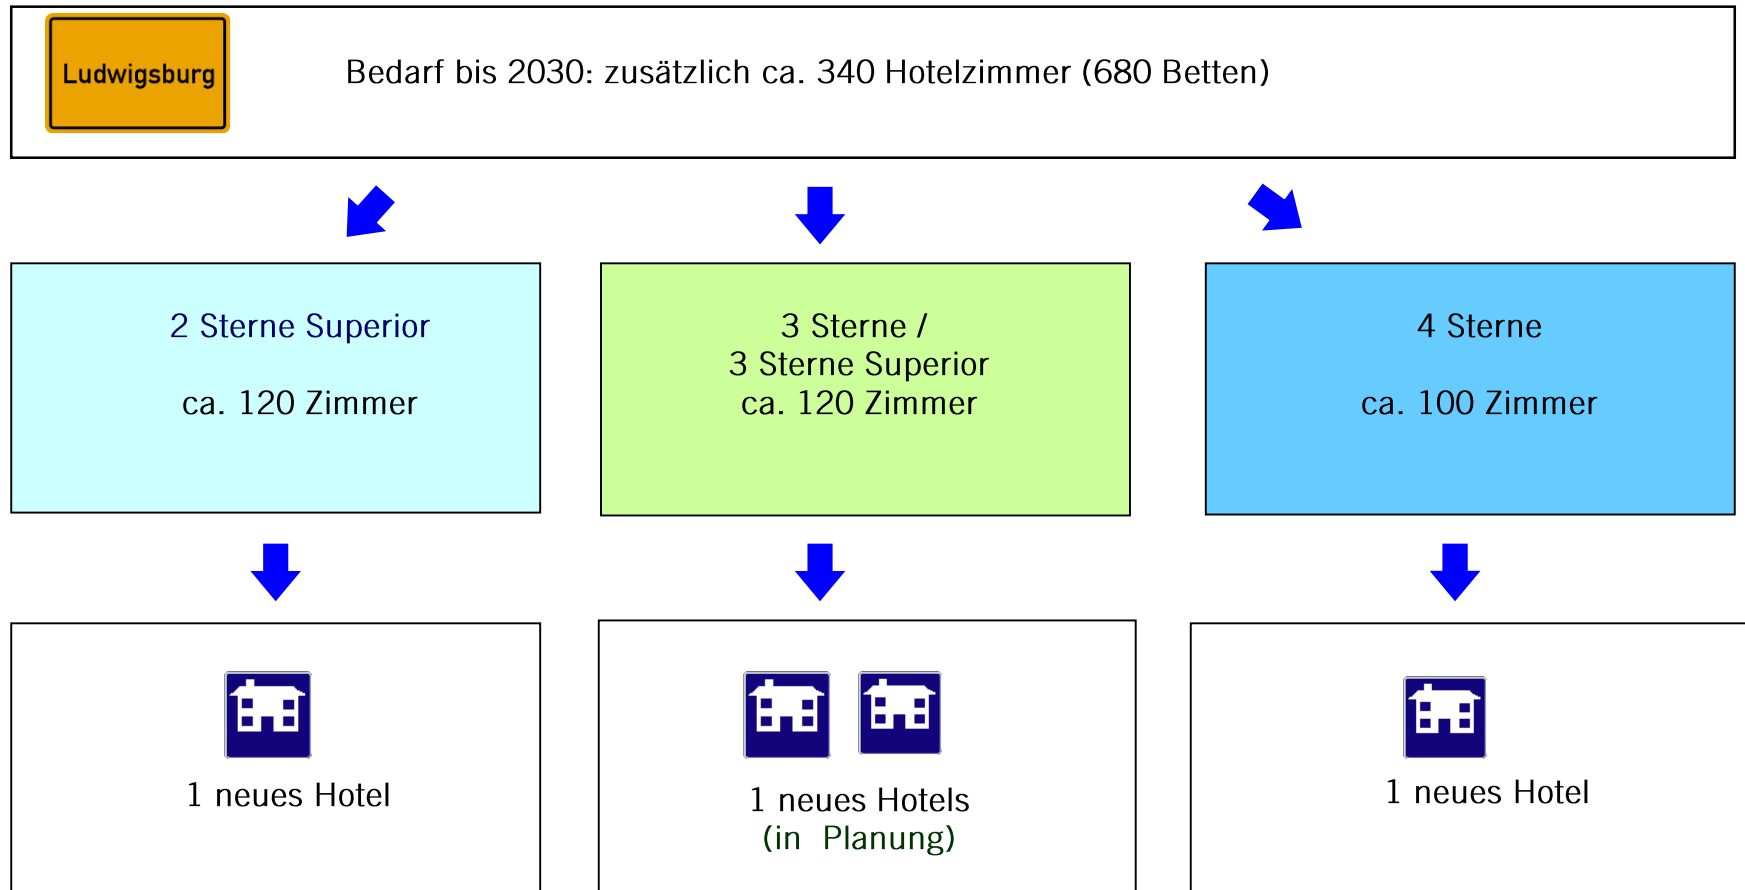 Ludwigsburg
Bedarf bis 2030: zusätzlich ca. 340 Hotelzimmer (680 Betten)
2 Sterne Superior
ca. 120 Zimmer
3 Sterne /
3 Sterne Superior
ca. 120 Zimmer
4 Sterne
ca. 100 Zimmer
1 neues Hotel
1 neues Hotels
(in Planung)
1 neues Hotel